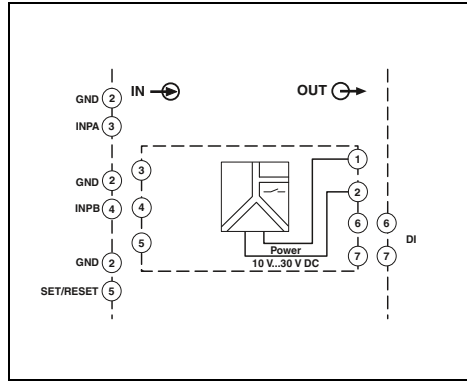 IN
OUT
GND 2
INPA 3
GND 2
INPB 4
GND 2
SET/RESET 5
3
4
5
1
2
6
7
Power
10 V...30 V DC
6
7
DI